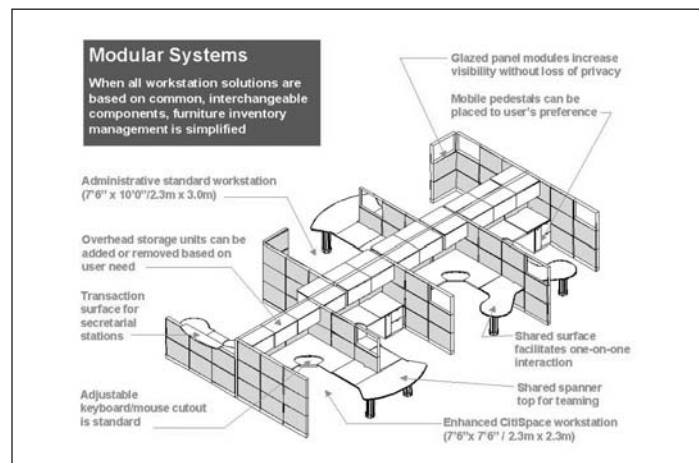 Modular Systems
When all workstation solutions are
based on common, interchangeable
components, furniture inventory
management is simplified
Glazed panel modules increase
visibility without loss of privacy
Mobile pedestals can be
placed to user's preference
Administrative standard workstation
(7'6" x 10'0"/2.3m x 3.0m)
Overhead storage units can be
added or removed based on
user need
Transaction
surface for
secretarial
stations
Adjustable
keyboard/mouse cutout
is standard
Shared surface
facilitates one-on-one
interaction
Shared spanner
top for teaming
Enhanced CitiSpace workstation
(7'6"x 7'6" / 2.3m x 2.3m)